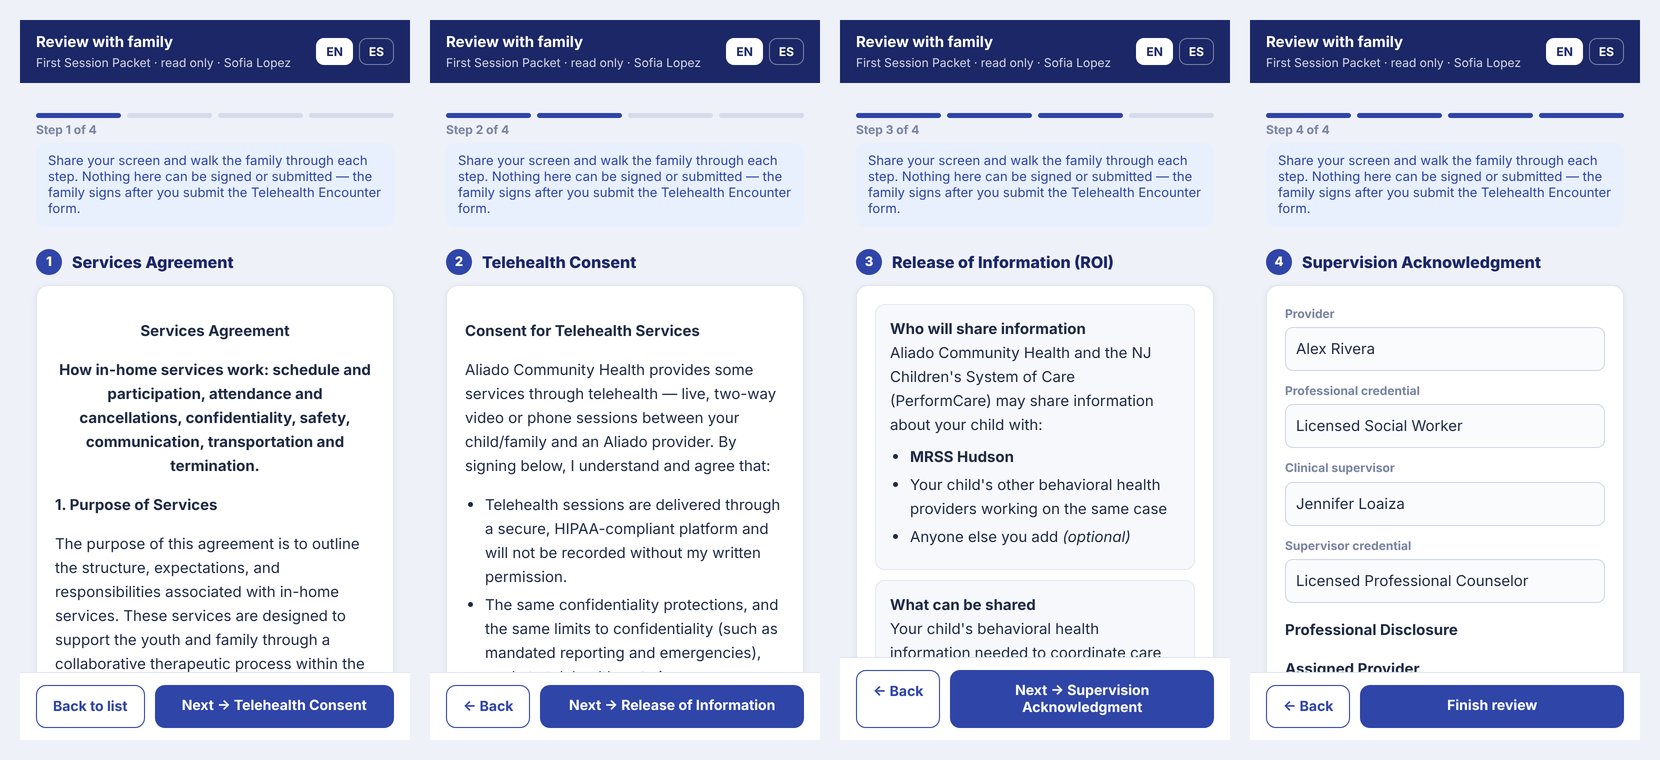 Review with family
First Session Packet · read only · Sofia Lopez
EN
ES
Step 1 of 4
Share your screen and walk the family through each
step. Nothing here can be signed or submitted — the
family signs after you submit the Telehealth Encounter
form.
1 Services Agreement
Services Agreement
How in-home services work: schedule and
participation, attendance and
cancellations, confidentiality, safety,
communication, transportation and
termination.
1. Purpose of Services
The purpose of this agreement is to outline
the structure, expectations, and
responsibilities associated with in-home
services. These services are designed to
support the youth and family through a
collaborative therapeutic process within the
Back to list
Next → Telehealth Consent
Review with family
First Session Packet · read only · Sofia Lopez
EN
ES
Step 2 of 4
Share your screen and walk the family through each
step. Nothing here can be signed or submitted — the
family signs after you submit the Telehealth Encounter
form.
2 Telehealth Consent
Consent for Telehealth Services
Aliado Community Health provides some
services through telehealth — live, two-way
video or phone sessions between your
child/family and an Aliado provider. By
signing below, I understand and agree that:
• Telehealth sessions are delivered through
a secure, HIPAA-compliant platform and
will not be recorded without my written
permission.
• The same confidentiality protections, and
the same limits to confidentiality (such as
mandated reporting and emergencies),
← Back
Next → Release of Information
Review with family
First Session Packet · read only · Sofia Lopez
EN
ES
Step 3 of 4
Share your screen and walk the family through each
step. Nothing here can be signed or submitted — the
family signs after you submit the Telehealth Encounter
form.
3 Release of Information (ROI)
Who will share information
Aliado Community Health and the NJ
Children's System of Care
(PerformCare) may share information
about your child with:
• MRSS Hudson
• Your child's other behavioral health
providers working on the same case
• Anyone else you add (optional)
What can be shared
Your child's behavioral health
information needed to coordinate care
← Back
Next → Supervision
Acknowledgment
Review with family
First Session Packet · read only · Sofia Lopez
EN
ES
Step 4 of 4
Share your screen and walk the family through each
step. Nothing here can be signed or submitted — the
family signs after you submit the Telehealth Encounter
form.
4 Supervision Acknowledgment
Provider
Alex Rivera
Professional credential
Licensed Social Worker
Clinical supervisor
Jennifer Loaiza
Supervisor credential
Licensed Professional Counselor
Professional Disclosure
Assigned Provider
← Back
Finish review